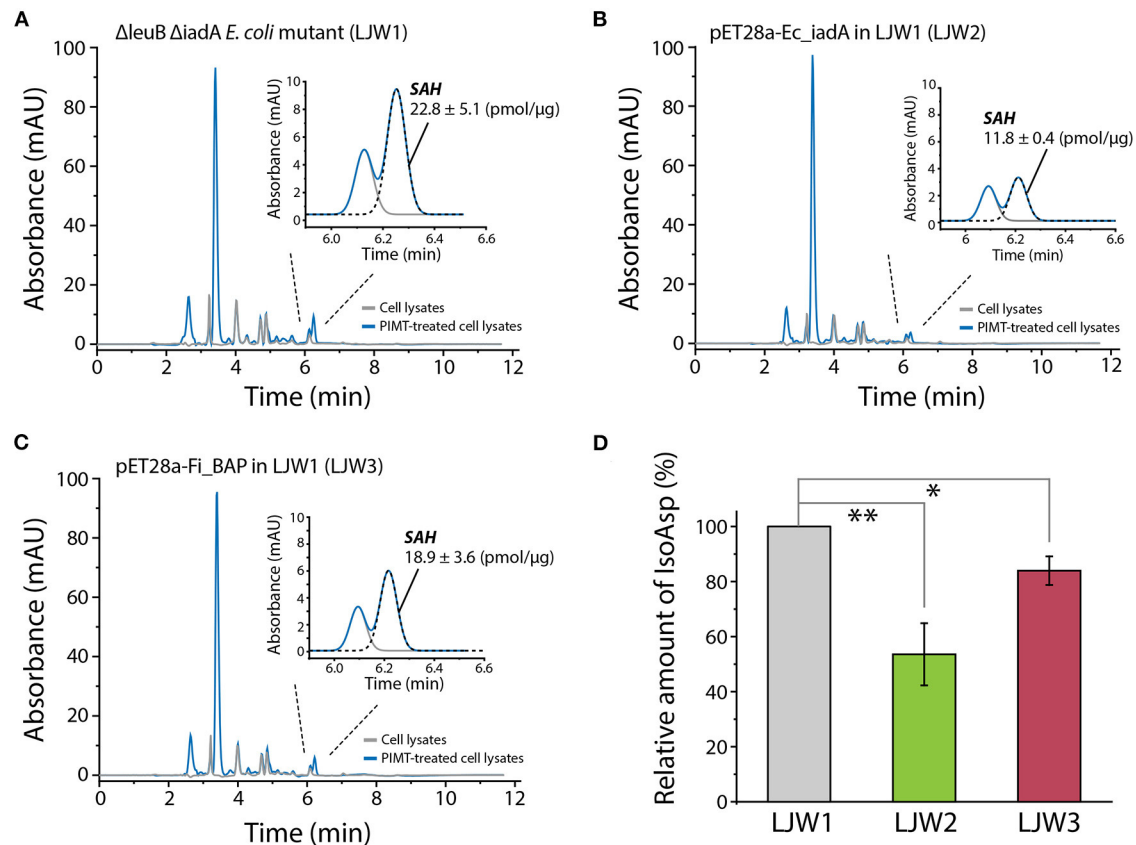 A
ΔleuB ΔiadA E. coli mutant (LJW1)
100
80
60
40
20
0
Absorbance (mAU)
0 2 4 6 8 10 12
Time (min)
10
8
6
4
2
0
Absorbance (mAU)
6.0 6.2 6.4 6.6
Time (min)
SAH
22.8 ± 5.1 (pmol/µg)
Cell lysates
PIMT-treated cell lysates
B
pET28a-Ec_iadA in LJW1 (LJW2)
100
80
60
40
20
0
Absorbance (mAU)
0 2 4 6 8 10 12
Time (min)
10
8
6
4
2
0
Absorbance (mAU)
6 6.2 6.4 6.6
Time (min)
SAH
11.8 ± 0.4 (pmol/µg)
Cell lysates
PIMT-treated cell lysates
C
pET28a-Fi_BAP in LJW1 (LJW3)
100
80
60
40
20
0
Absorbance (mAU)
0 2 4 6 8 10 12
Time (min)
10
8
6
4
2
0
Absorbance (mAU)
6.0 6.2 6.4 6.6
Time (min)
SAH
18.9 ± 3.6 (pmol/µg)
Cell lysates
PIMT-treated cell lysates
D
Relative amount of IsoAsp (%)
100
80
60
40
20
0
*
**
LJW1 LJW2 LJW3